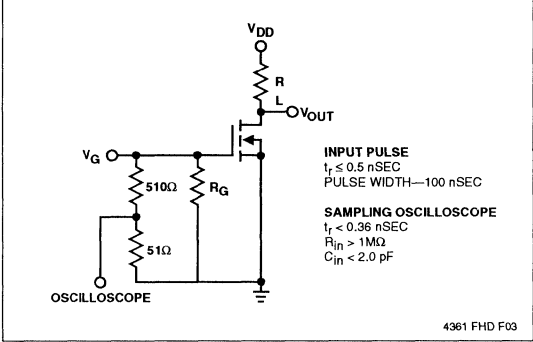 VDD
R
L
VOUT
VG
510Ω
RG
51Ω
OSCILLOSCOPE
INPUT PULSE
tr ≤ 0.5 nSEC
PULSE WIDTH—100 nSEC
SAMPLING OSCILLOSCOPE
tr < 0.36 nSEC
Rin > 1MΩ
Cin < 2.0 pF
4361 FHD F03